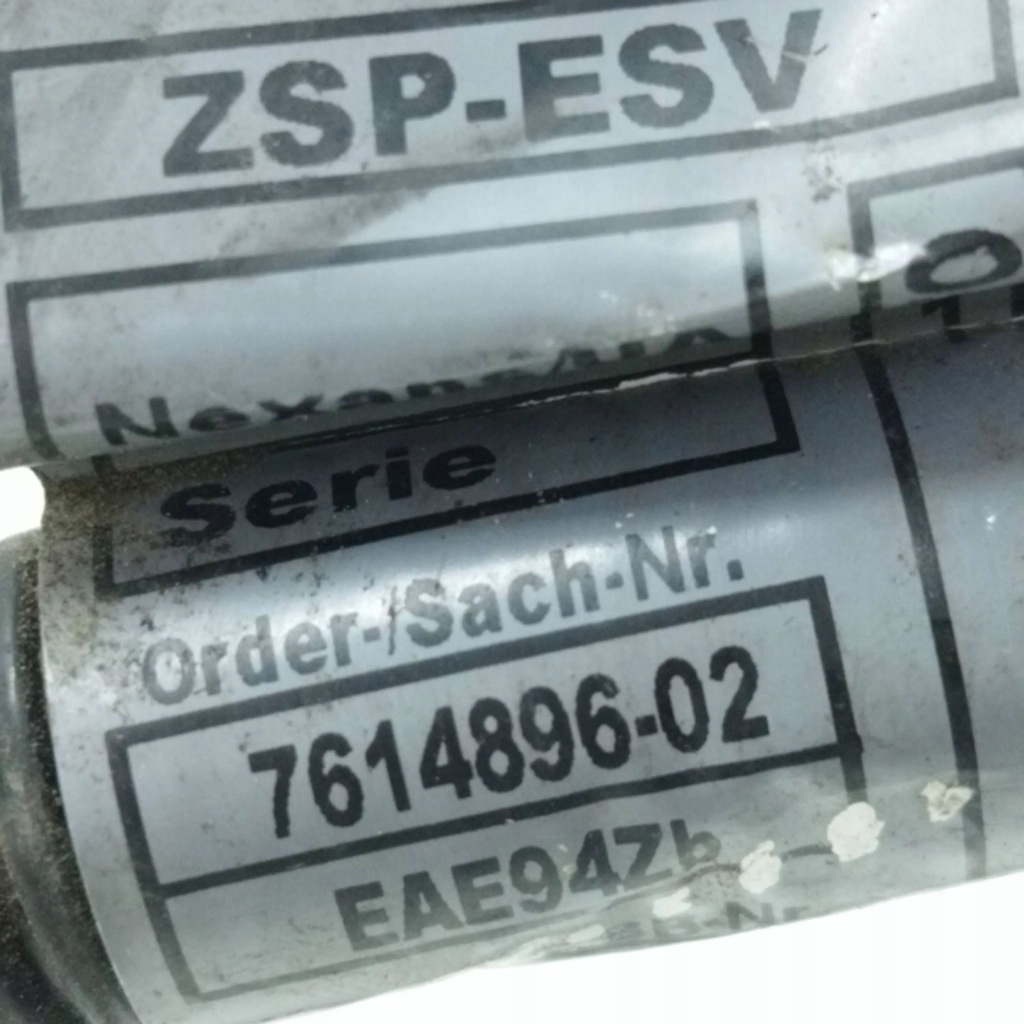 ZSP-ESV
Serie
Order-/Sach-Nr.
7614896-02
EAE94Zb